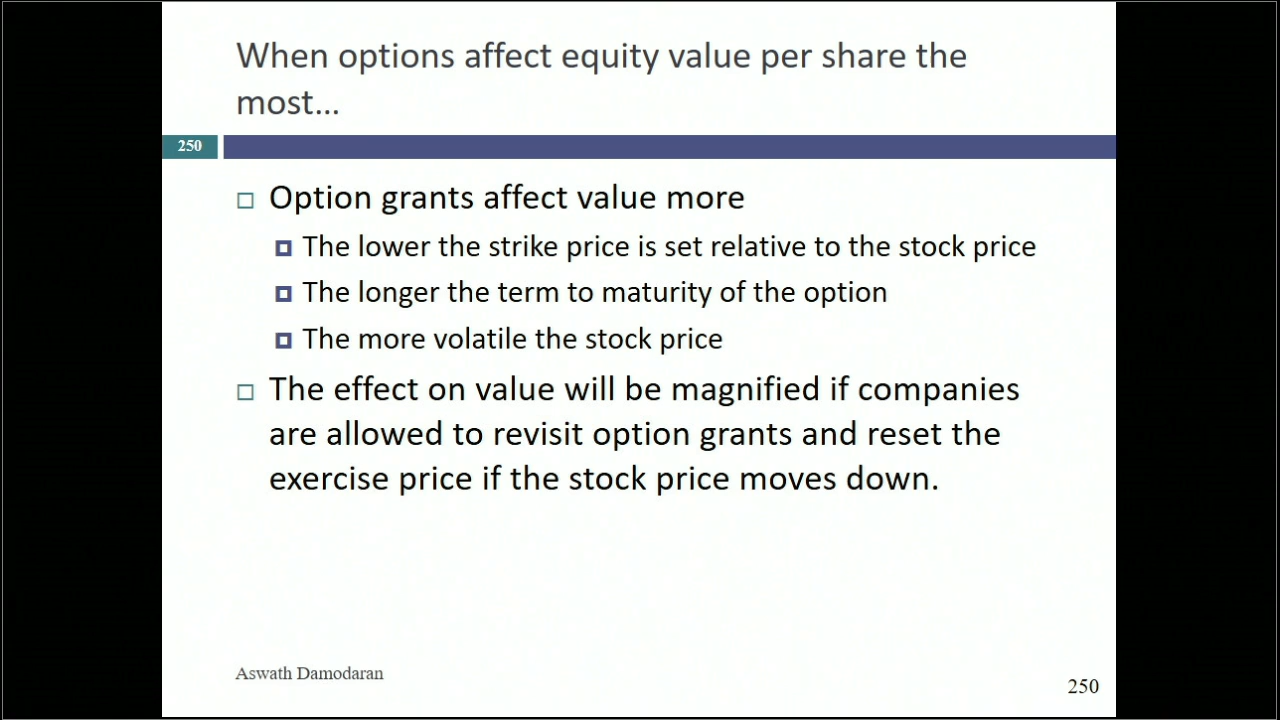 When options affect equity value per share the
most…
250
Option grants affect value more
The lower the strike price is set relative to the stock price
The longer the term to maturity of the option
The more volatile the stock price
The effect on value will be magnified if companies
are allowed to revisit option grants and reset the
exercise price if the stock price moves down.
Aswath Damodaran
250